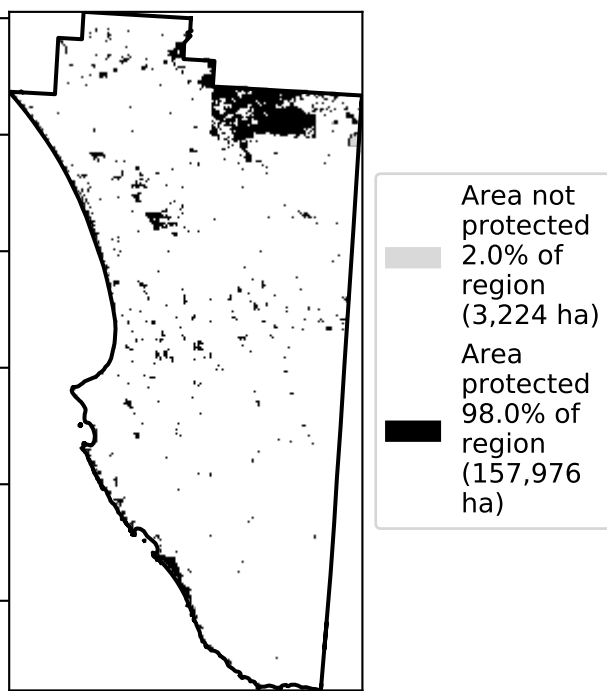 Area not
protected
2.0% of
region
(3,224 ha)
Area
protected
98.0% of
region
(157,976
ha)